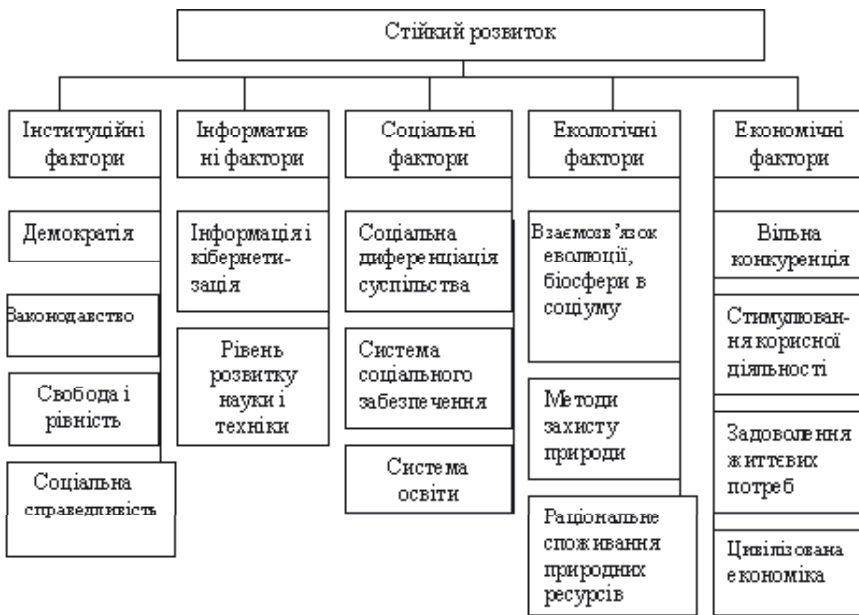 Стійкий розвиток
Інституційні
фактори
Демократія
Законодавство
Свобода і
рівність
Соціальна
справедливість
Інформатив
ні фактори
Інформація і
кібернети-
зація
Рівень
розвитку
науки і
техніки
Соціальні
фактори
Соціальна
диференціація
суспільства
Система
соціального
забезпечення
Система
освіти
Екологічні
фактори
Взаємозв’язок
еволюції,
біосфери в
соціуму
Методи
захисту
природи
Раціональне
споживання
природних
ресурсів
Економічні
фактори
Вільна
конкуренція
Стимулюван-
ня корисної
діяльності
Задоволення
життєвих
потреб
Цивілізована
економіка